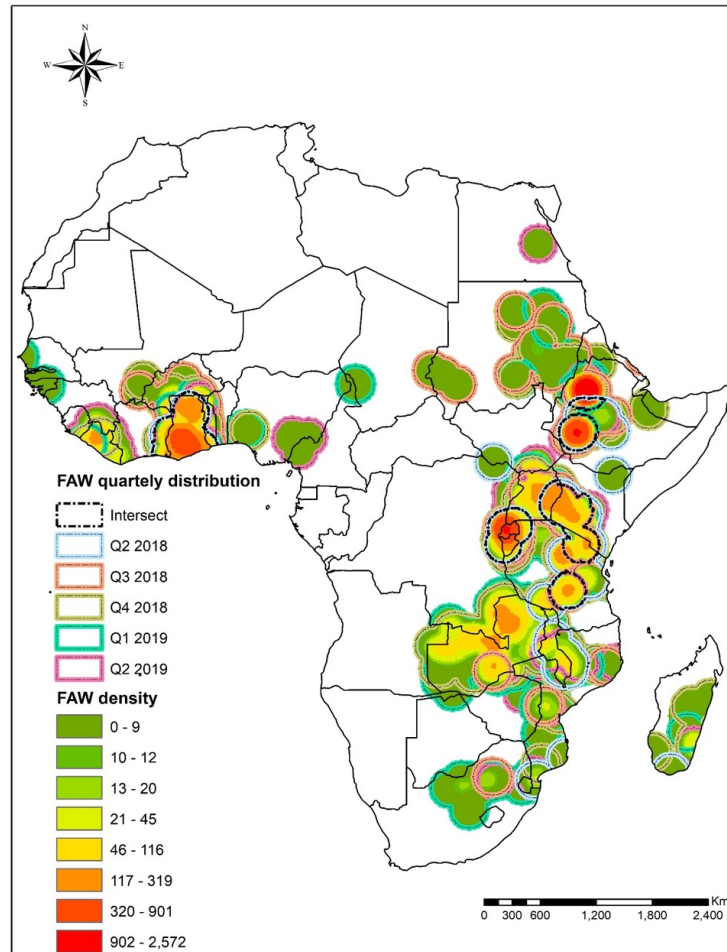 N
W E
S
FAW quartely distribution
Intersect
Q2 2018
Q3 2018
Q4 2018
Q1 2019
Q2 2019
FAW density
0 - 9
10 - 12
13 - 20
21 - 45
46 - 116
117 - 319
320 - 901
902 - 2,572
Km
0 300 600 1,200 1,800 2,400